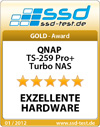 ssd
ssd-test.de
GOLD - Award
QNAP
TS-259 Pro+
Turbo NAS
EXZELLENTE
HARDWARE
01 / 2012
ssd-test.de